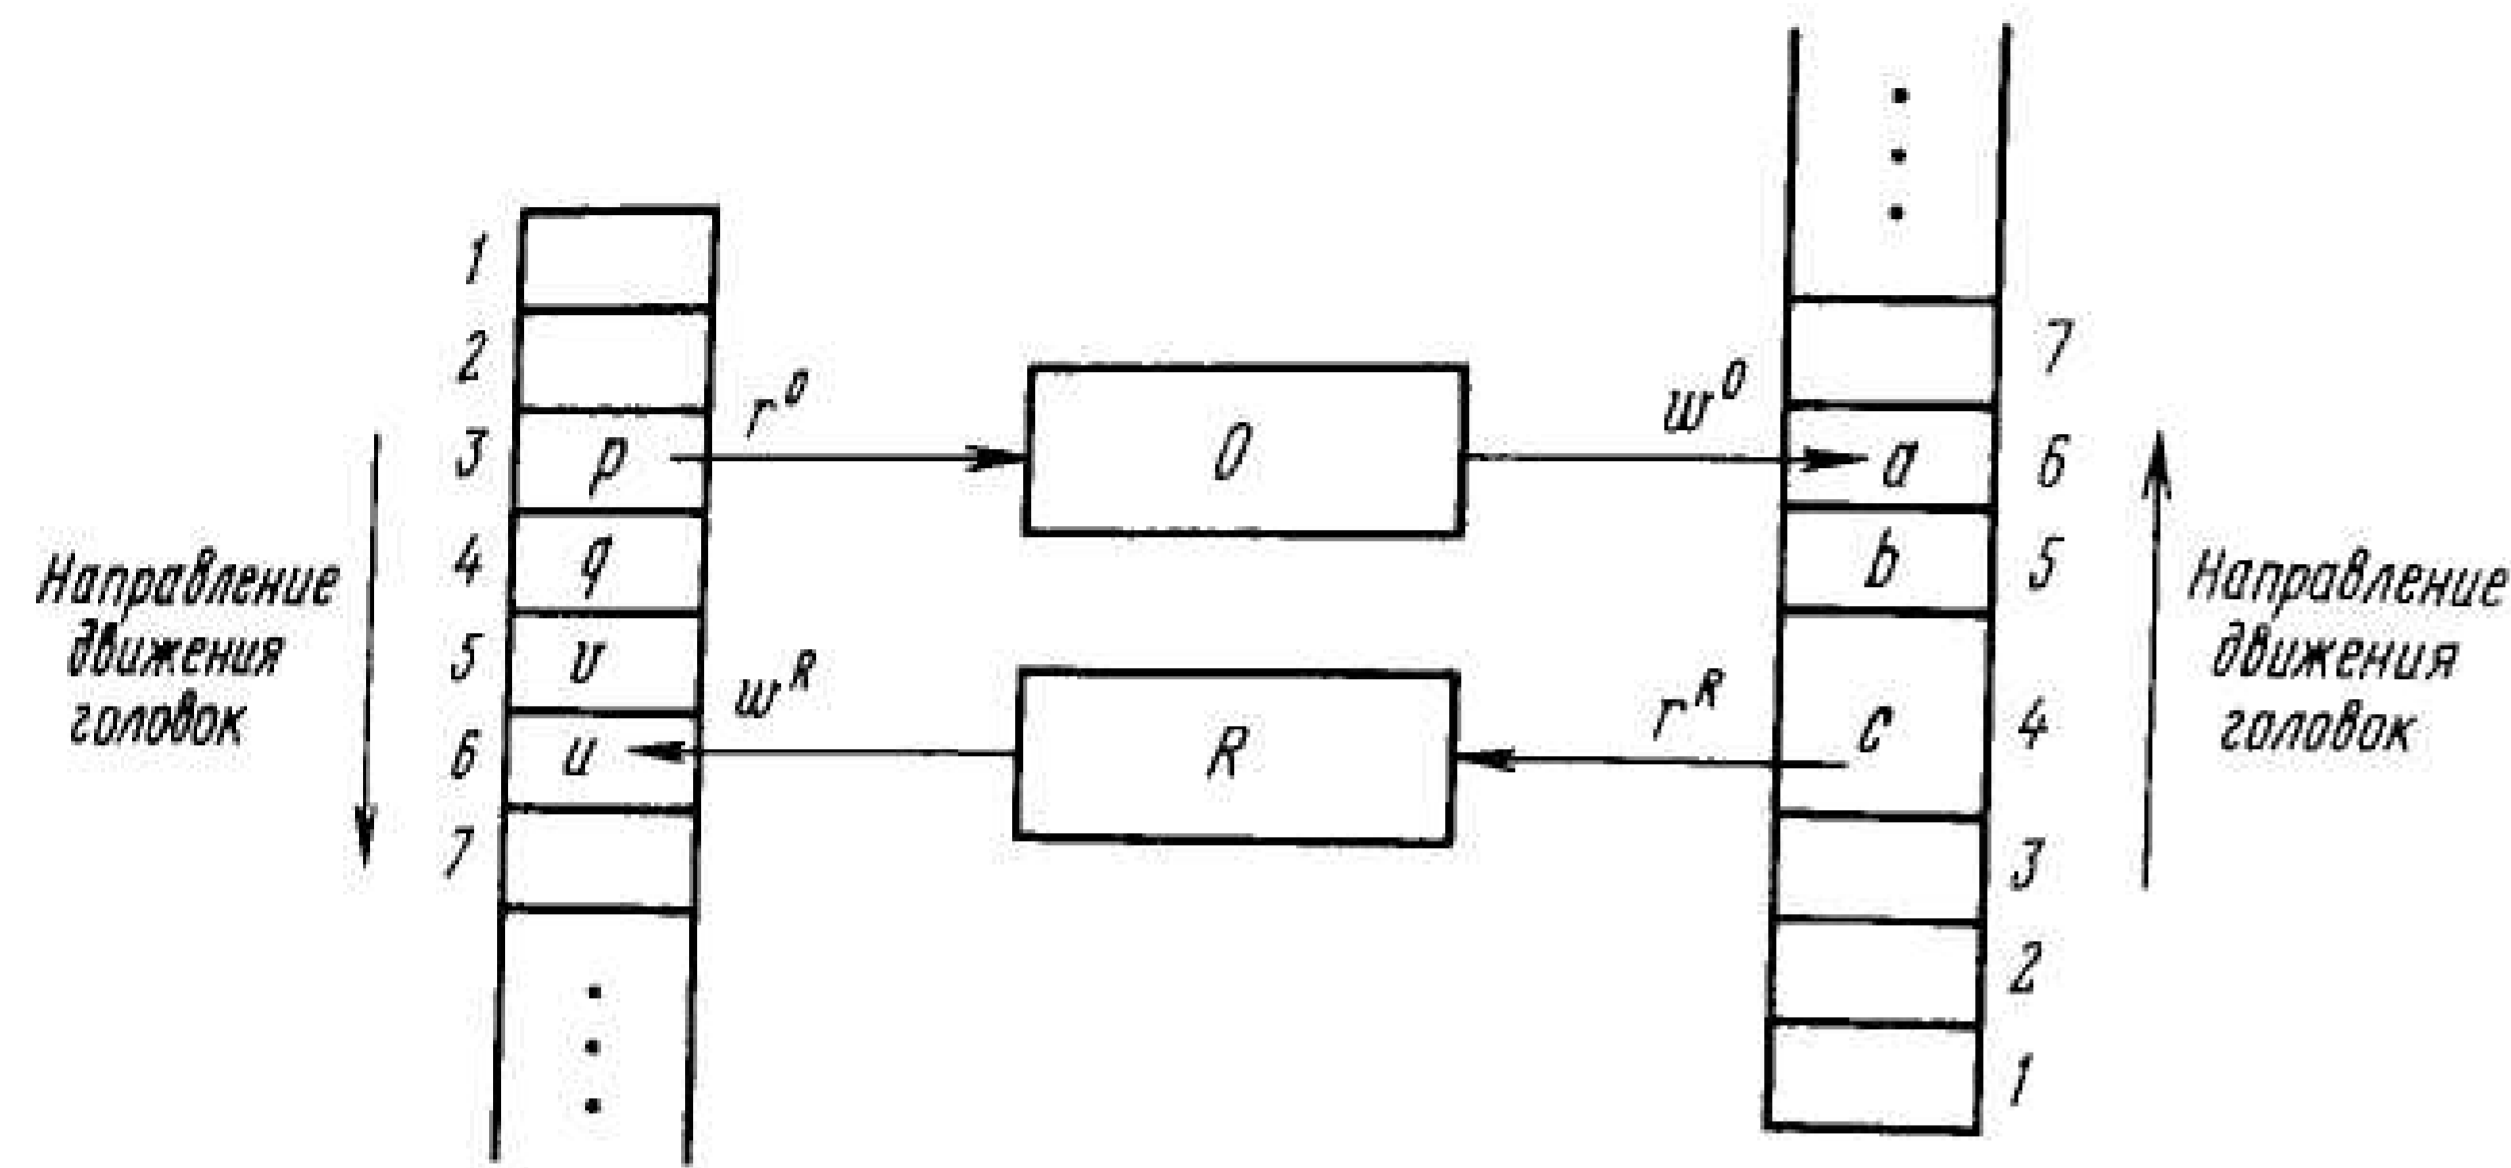 1
2
3 p
4 q
5 v
6 u
7
r⁰
O
w⁰
w^R
R
r^R
7
a 6
b 5
c 4
3
2
1
Направление
движения
головок
Направление
движения
головок